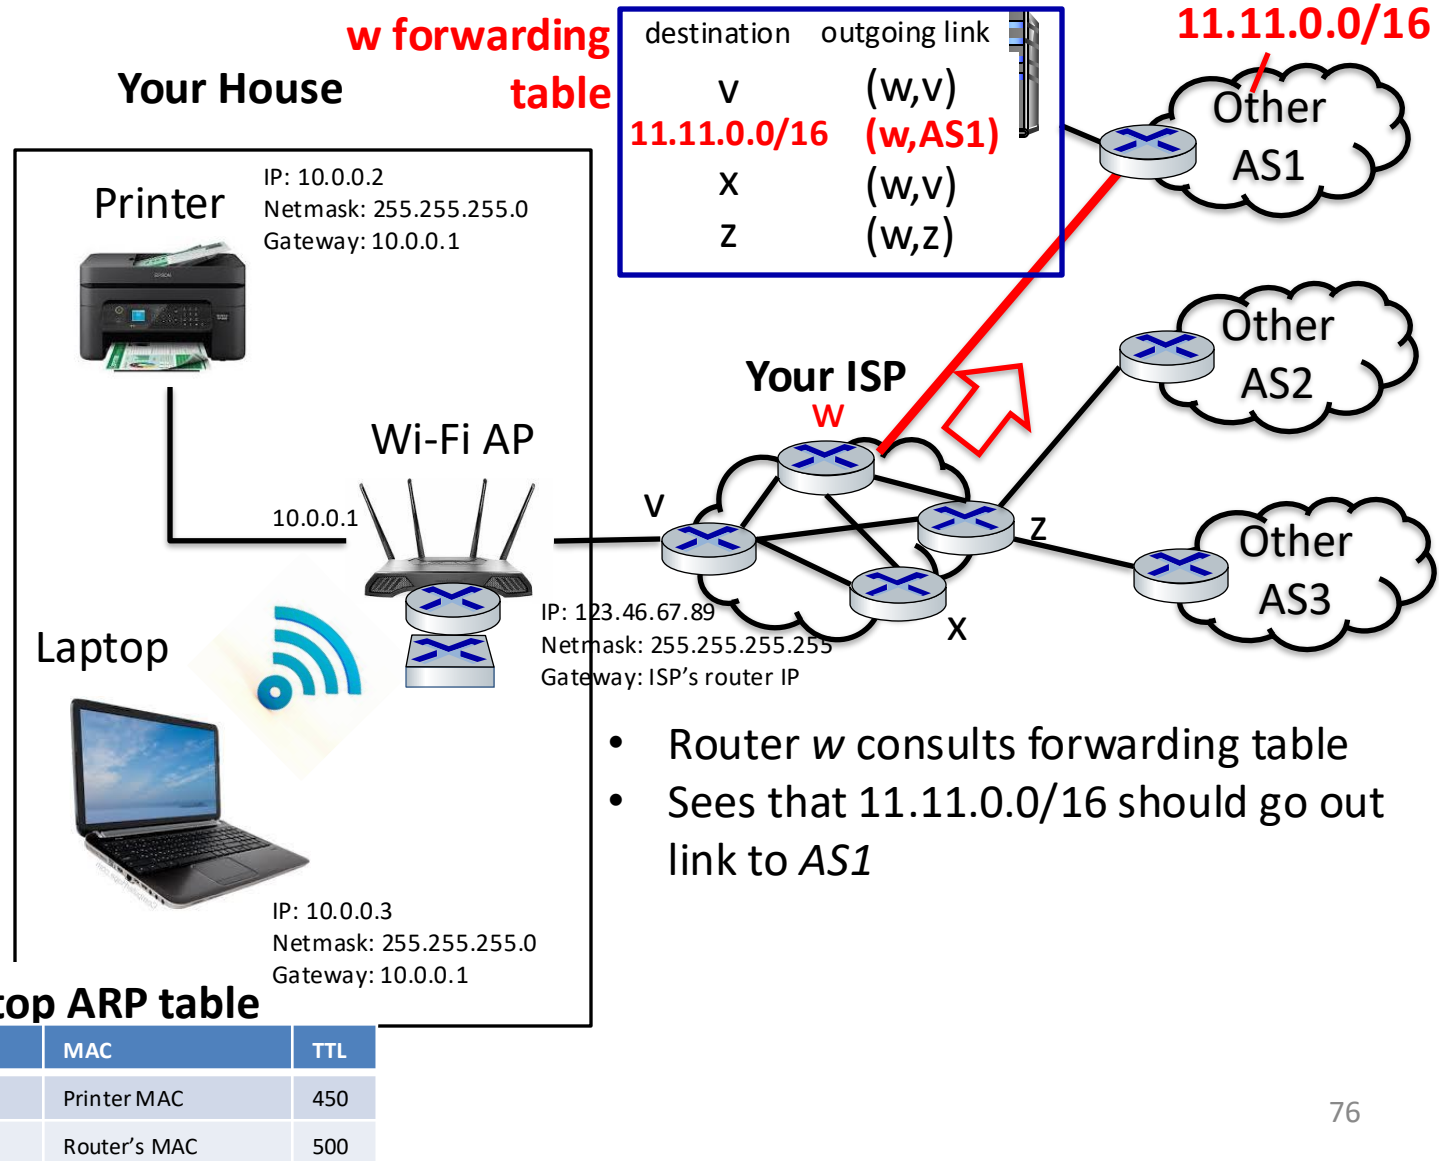 w forwarding
table
destination outgoing link
v (w,v)
11.11.0.0/16 (w,AS1)
x (w,v)
z (w,z)
11.11.0.0/16
Your House
Printer
IP: 10.0.0.2
Netmask: 255.255.255.0
Gateway: 10.0.0.1
Other
AS1
Other
AS2
Your ISP
w
Wi-Fi AP
10.0.0.1
v
z
Other
AS3
x
IP: 123.46.67.89
Netmask: 255.255.255.255
Gateway: ISP's router IP
Laptop
• Router w consults forwarding table
• Sees that 11.11.0.0/16 should go out
link to AS1
IP: 10.0.0.3
Netmask: 255.255.255.0
Gateway: 10.0.0.1
top ARP table
MAC TTL
Printer MAC 450
Router’s MAC 500
76